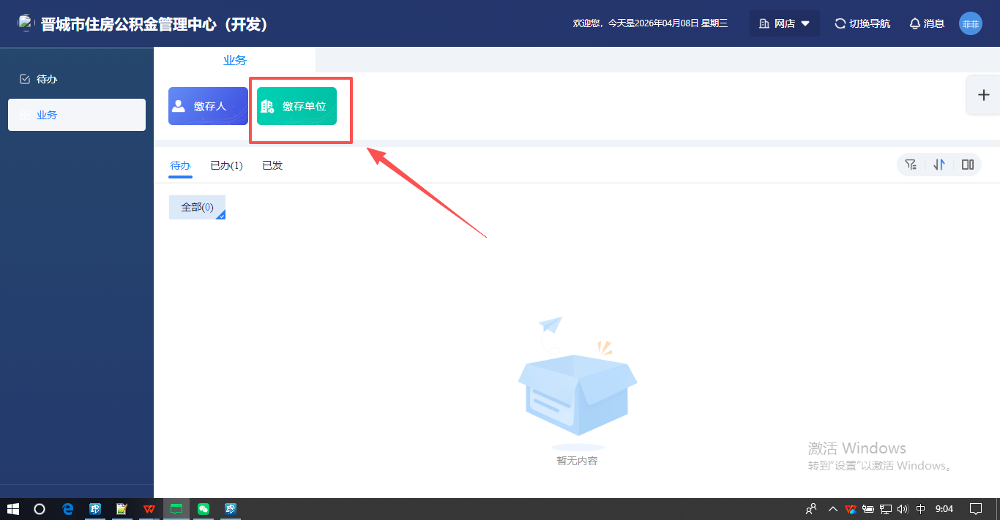 晋城市住房公积金管理中心（开发）
欢迎您，今天是2026年04月08日 星期三
网店
切换导航
消息
菲菲
待办
业务
业务
缴存人
缴存单位
待办
已办(1)
已发
全部(0)
暂无内容
激活 Windows
转到"设置"以激活 Windows。
中
9:04